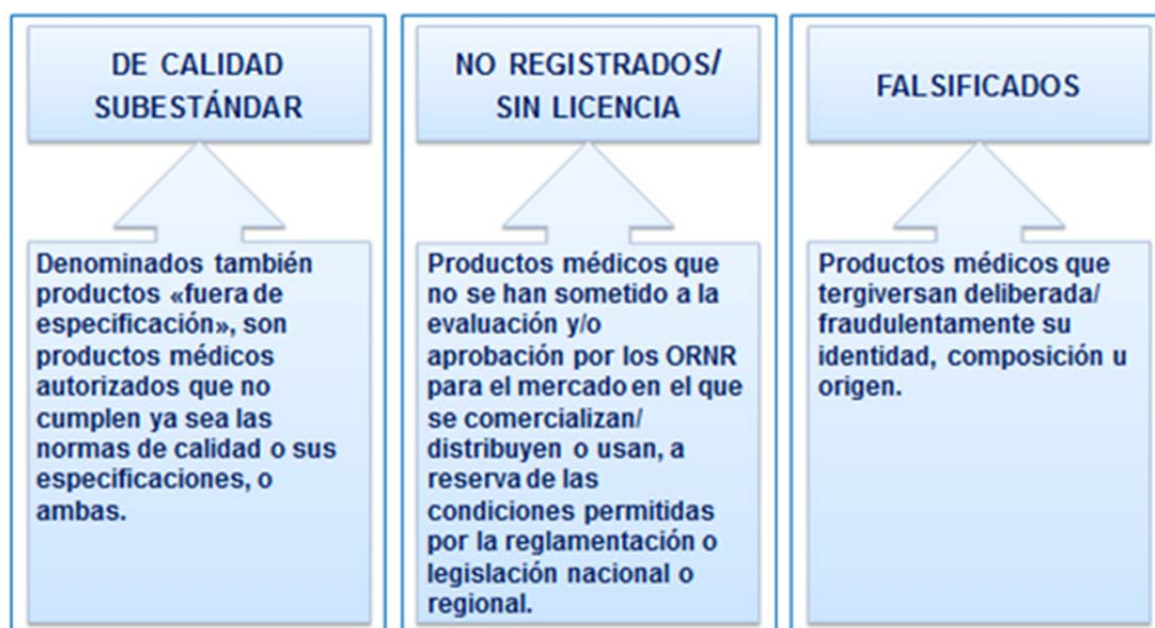 DE CALIDAD
SUBESTÁNDAR
Denominados también
productos «fuera de
especificación», son
productos médicos
autorizados que no
cumplen ya sea las
normas de calidad o sus
especificaciones, o
ambas.
NO REGISTRADOS/
SIN LICENCIA
Productos médicos que
no se han sometido a la
evaluación y/o
aprobación por los ORNR
para el mercado en el que
se comercializan/
distribuyen o usan, a
reserva de las
condiciones permitidas
por la reglamentación o
legislación nacional o
regional.
FALSIFICADOS
Productos médicos que
tergiversan deliberada/
fraudulentamente su
identidad, composición u
origen.